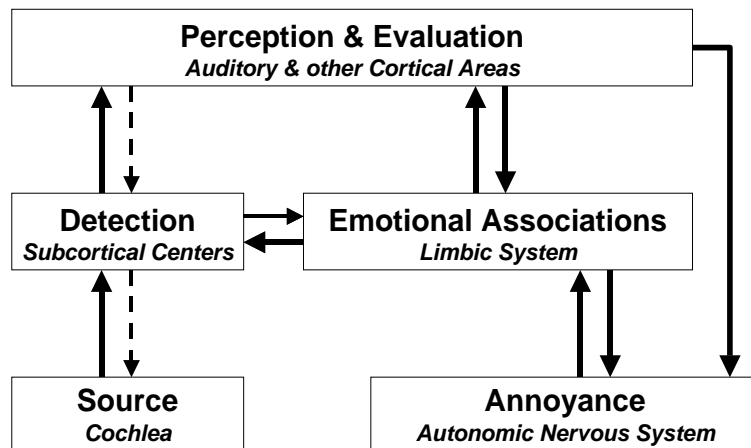 Perception & Evaluation
Auditory & other Cortical Areas
Detection
Subcortical Centers
Emotional Associations
Limbic System
Source
Cochlea
Annoyance
Autonomic Nervous System